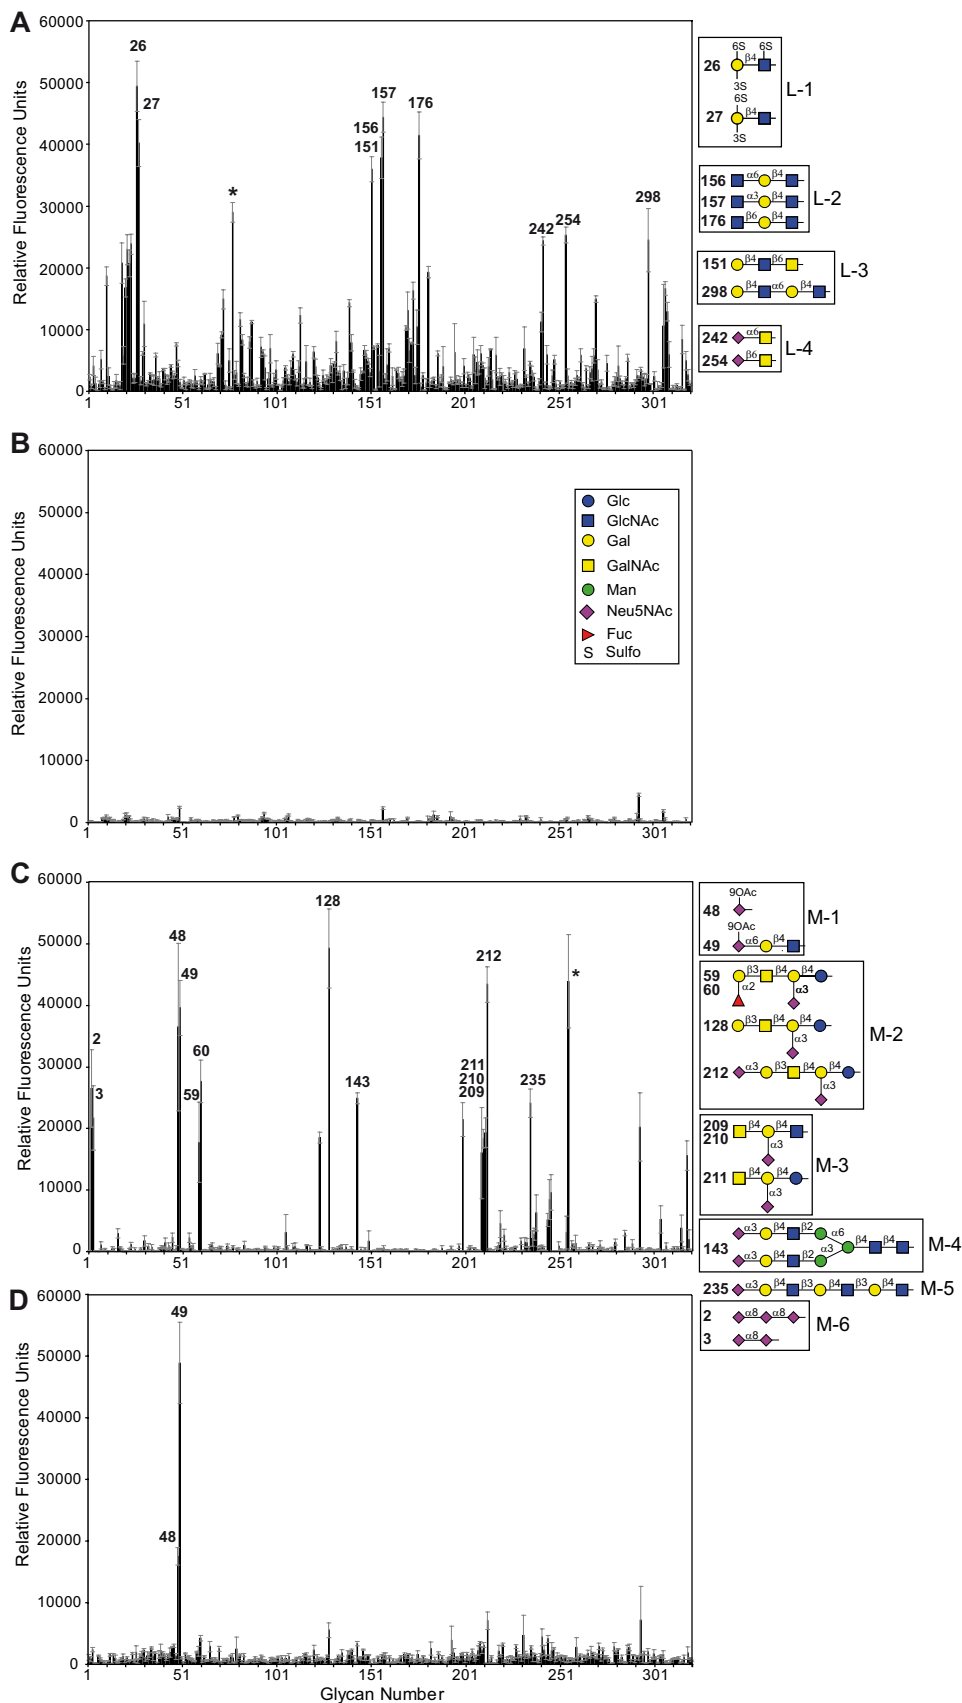 A
60000
50000
40000
30000
20000
10000
0
Relative Fluorescence Units
26
27
*
156
151
157
176
242
254
298
1
51
101
151
201
251
301
6S 6S
26 β4
3S
6S
27 β4
3S
L-1
156 α6 β4
157 α3 β4
176 β6 β4
L-2
151 β4 β6
298 β4 α6 β4
L-3
242 α6
254 β6
L-4
B
60000
50000
40000
30000
20000
10000
0
Relative Fluorescence Units
1
51
101
151
201
251
301
Glc
GlcNAc
Gal
GalNAc
Man
Neu5NAc
Fuc
S Sulfo
C
60000
50000
40000
30000
20000
10000
0
Relative Fluorescence Units
2
3
48
49
59
60
128
143
211
210
209
212
235
*
1
51
101
151
201
251
301
9OAc
48
9OAc
49 α6 β4
M-1
59 β3 β4 β4
60 α2 α3
128 β3 β4 β4
α3
212 α3 β3 β4 β4
α3
M-2
209 β4 β4
210
α3
211 β4 β4
α3
M-3
α3 β4 β2 α6
143 β4 β4
α3 β4 β2 α3
M-4
235 α3 β4 β3 β4 β3 β4
M-5
2 α8 α8
3 α8
M-6
D
60000
50000
40000
30000
20000
10000
0
Relative Fluorescence Units
49
48
1
51
101
151
201
251
301
Glycan Number